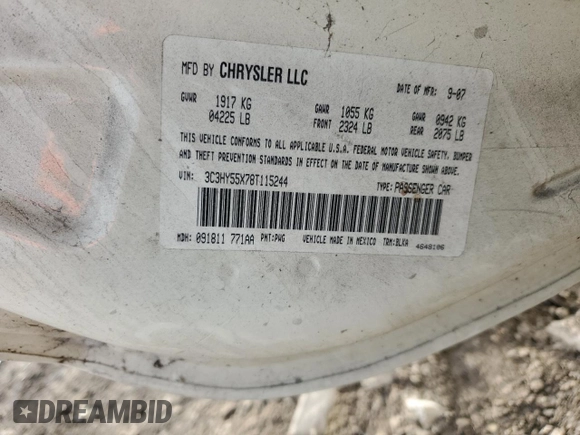 MFD BY CHRYSLER LLC
DATE OF MFR: 9-07
GVWR 1917 KG 04225 LB
GAWR FRONT 1055 KG 2324 LB
GAWR REAR 0942 KG 2075 LB
THIS VEHICLE CONFORMS TO ALL APPLICABLE U.S.A. FEDERAL MOTOR VEHICLE SAFETY, BUMPER
AND THEFT PREVENTION STANDARDS IN EFFECT ON THE DATE OF MANUFACTURE SHOWN ABOVE.
VIN: 3C3HY55X78T115244
TYPE: PASSENGER CAR
MDH: 091811 771AA PNT:PWG VEHICLE MADE IN MEXICO TRM:BLKA 4648106
DREAMBID